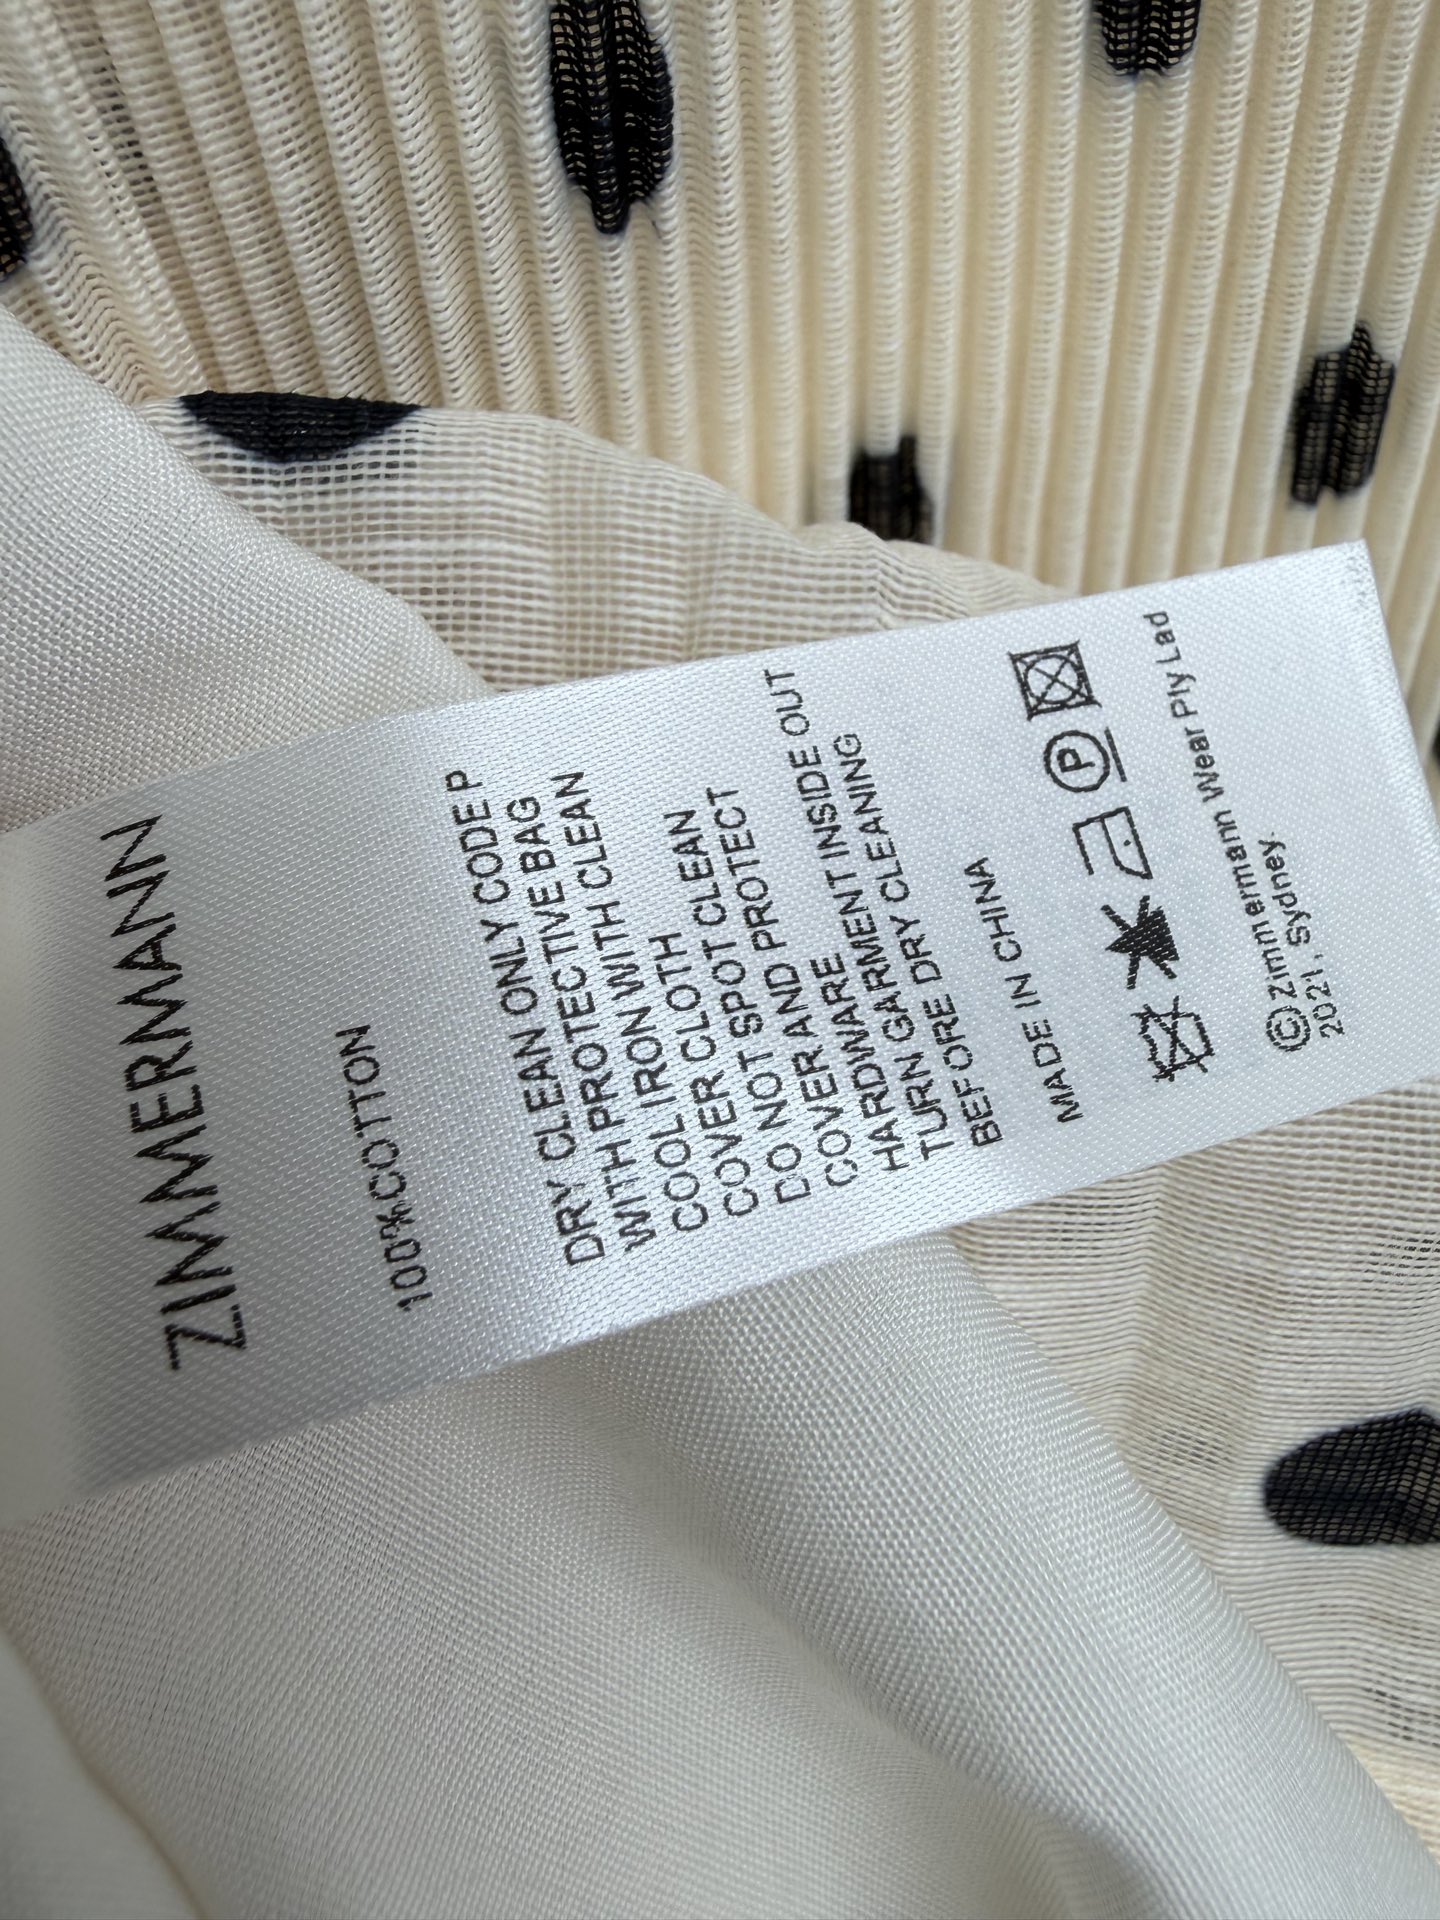 ZIMMERMANN
100%COTTON
DRY CLEAN ONLY CODE P
WITH PROTECTIVE BAG
COOL IRON WITH CLEAN
COVER CLOTH
DO NOT SPOT CLEAN
COVER AND PROTECT
HARDWARE
TURN GARMENT INSIDE OUT
BEFORE DRY CLEANING
MADE IN CHINA
P
©Zimmermann Wear Ply Lad
2021, Sydney.